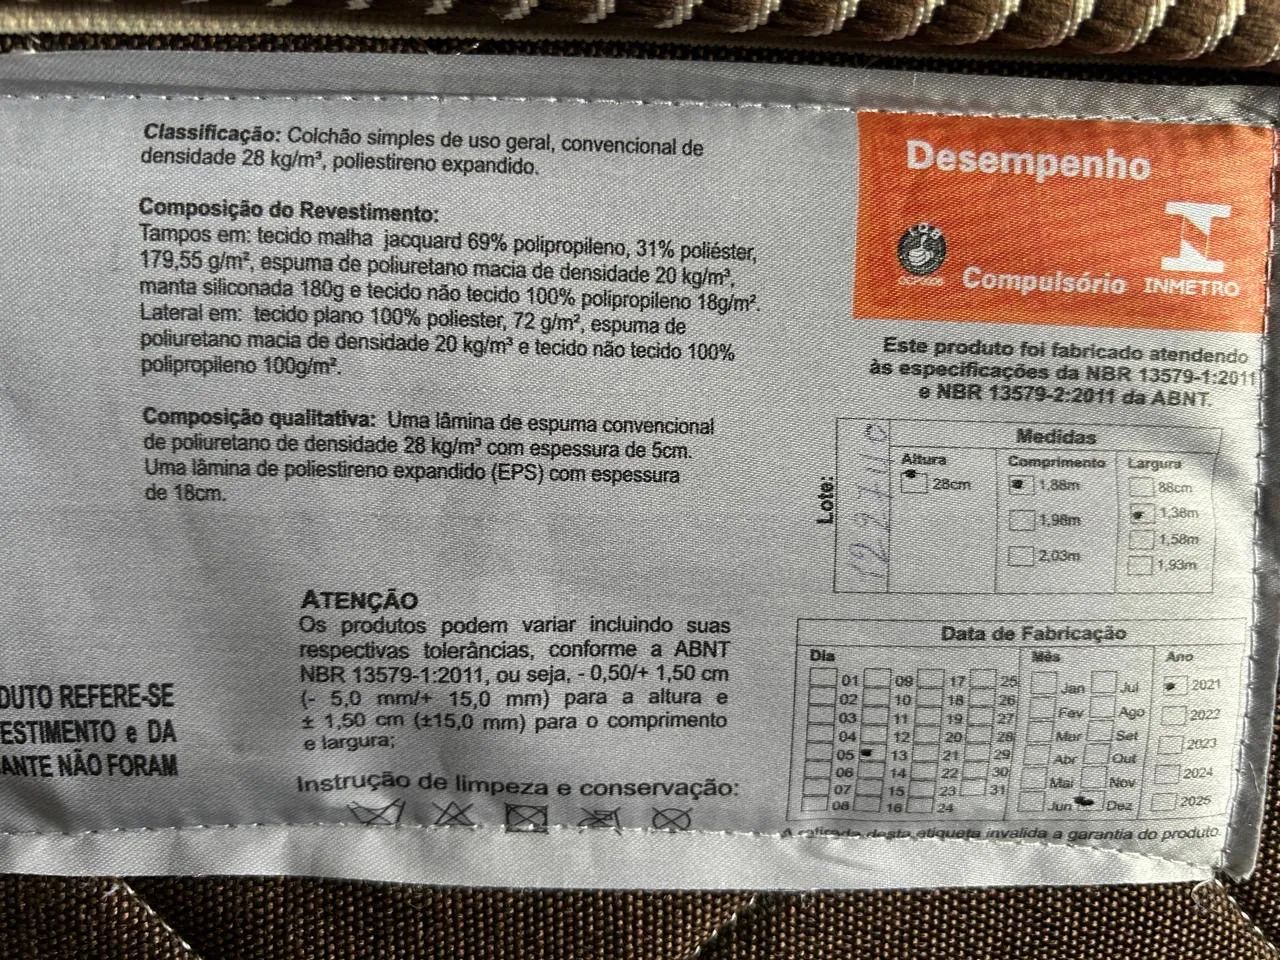 Classificação: Colchão simples de uso geral, convencional de
densidade 28 kg/m³, poliestireno expandido.
Composição do Revestimento:
Tampos em: tecido malha jacquard 69% polipropileno, 31% poliéster,
179,55 g/m², espuma de poliuretano macia de densidade 20 kg/m³,
manta siliconada 180g e tecido não tecido 100% polipropileno 18g/m².
Lateral em: tecido plano 100% poliester, 72 g/m², espuma de
poliuretano macia de densidade 20 kg/m³ e tecido não tecido 100%
polipropileno 100g/m².
Composição qualitativa: Uma lâmina de espuma convencional
de poliuretano de densidade 28 kg/m³ com espessura de 5cm.
Uma lâmina de poliestireno expandido (EPS) com espessura
de 18cm.
ATENÇÃO
Os produtos podem variar incluindo suas
respectivas tolerâncias, conforme a ABNT
NBR 13579-1:2011, ou seja, - 0,50/+ 1,50 cm
(- 5,0 mm/+ 15,0 mm) para a altura e
± 1,50 cm (±15,0 mm) para o comprimento
e largura;
Instrução de limpeza e conservação:
DUTO REFERE-SE
ESTIMENTO e DA
ANTE NÃO FORAM
Desempenho
IQB
Compulsório INMETRO
Este produto foi fabricado atendendo
às especificações da NBR 13579-1:2011
e NBR 13579-2:2011 da ABNT.
Lote:
Medidas
Altura Comprimento Largura
28cm 1,88m 88cm
1,98m 1,38m
2,03m 1,58m
1,93m
Data de Fabricação
Dia Mês Ano
01 09 17 25 Jan Jul 2021
02 10 18 26 Fev Ago 2022
03 11 19 27 Mar Set 2023
04 12 20 28 Abr Out 2024
05 13 21 29 Mai Nov 2025
06 14 22 30 Jun Dez
07 15 23 31
08 16 24
A retirada desta etiqueta invalida a garantia do produto.